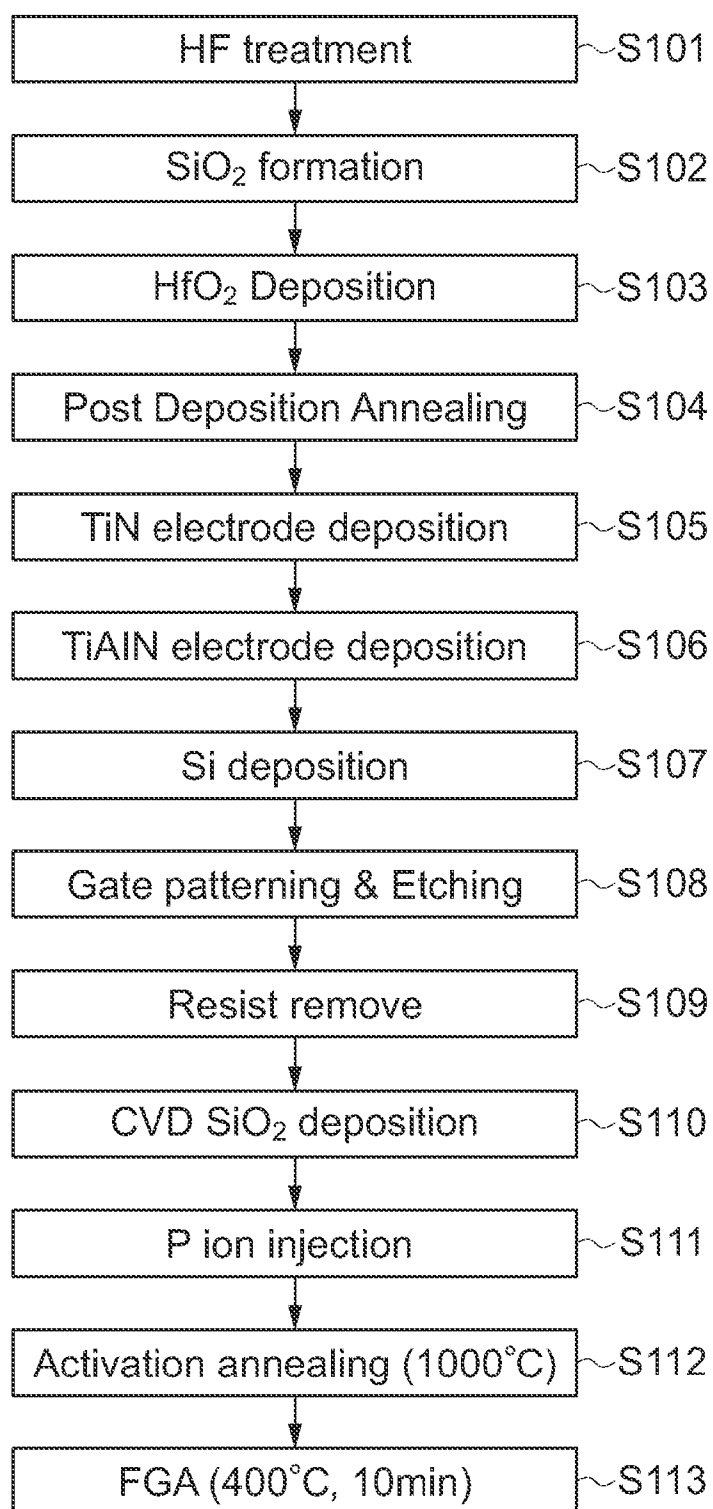 HF treatment S101
SiO₂ formation S102
HfO₂ Deposition S103
Post Deposition Annealing S104
TiN electrode deposition S105
TiAlN electrode deposition S106
Si deposition S107
Gate patterning & Etching S108
Resist remove S109
CVD SiO₂ deposition S110
P ion injection S111
Activation annealing (1000°C) S112
FGA (400°C, 10min) S113